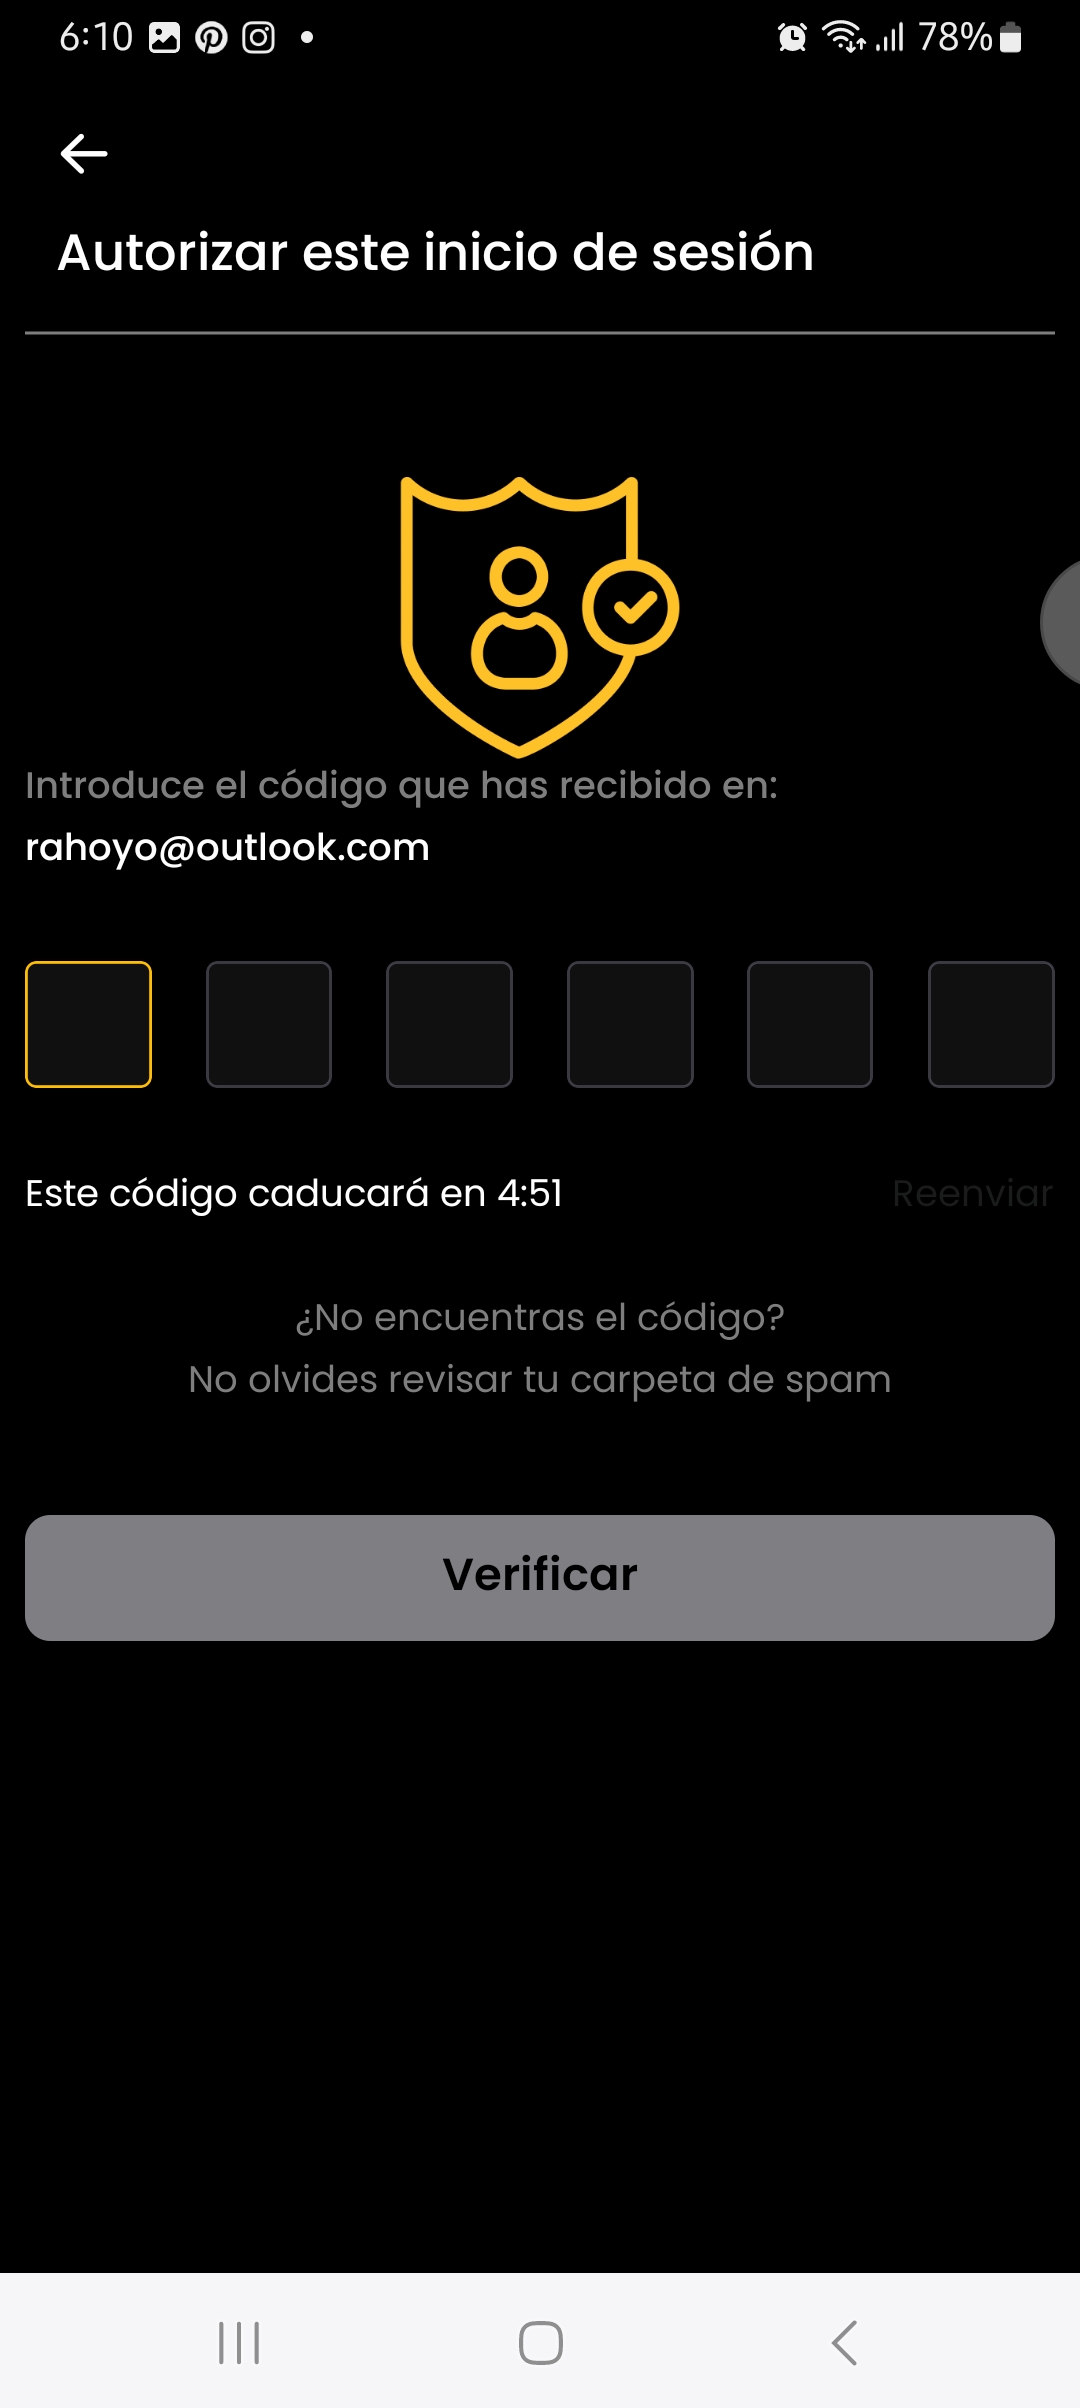 6:10 78%
Autorizar este inicio de sesión
Introduce el código que has recibido en:
rahoyo@outlook.com
Este código caducará en 4:51 Reenviar
¿No encuentras el código?
No olvides revisar tu carpeta de spam
Verificar